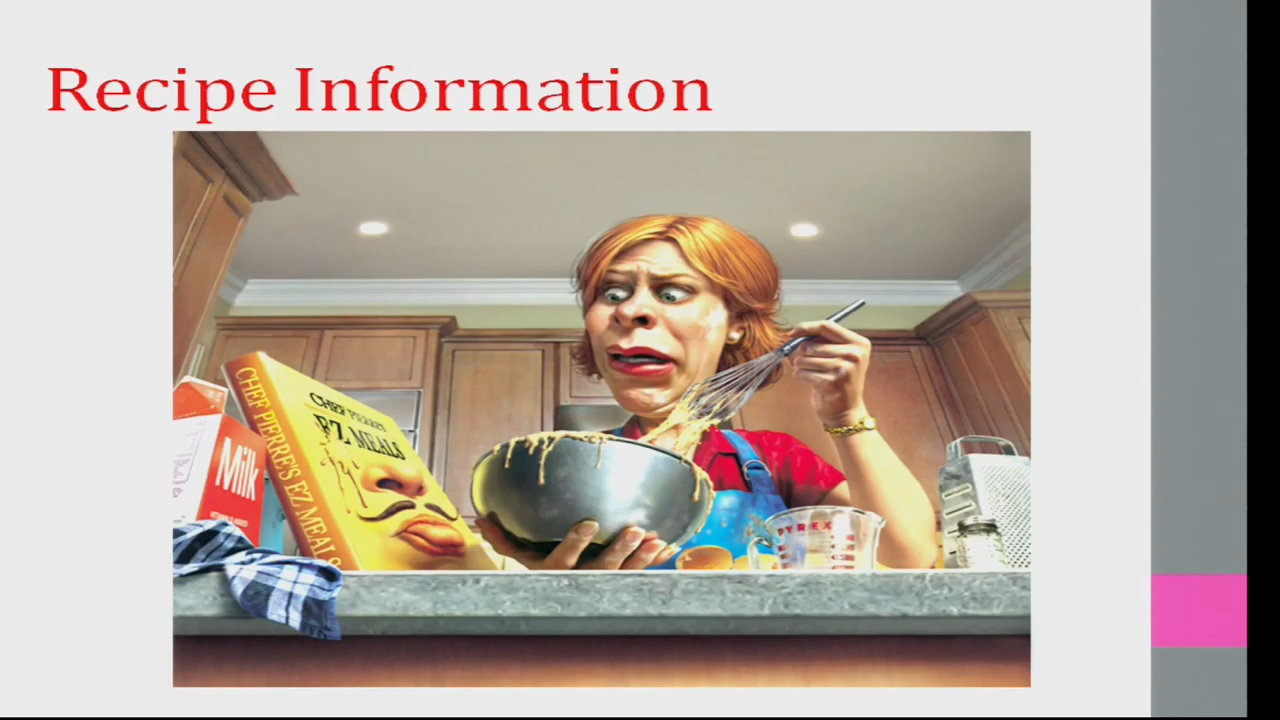 Recipe Information
CHEF PIERRE'S EZ MEALS
CHEF PIERRE
EZ MEALS
Milk
PYREX